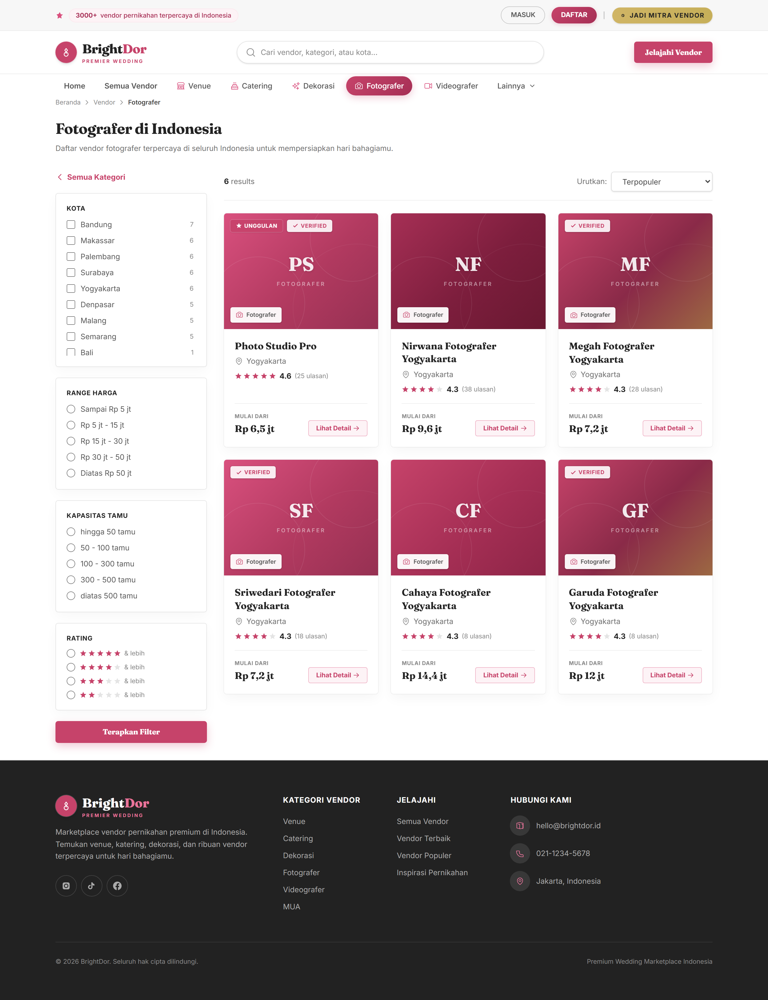 3000+ vendor pernikahan terpercaya di Indonesia
MASUK
DAFTAR
JADI MITRA VENDOR
BrightDor
PREMIER WEDDING
Cari vendor, kategori, atau kota...
Jelajahi Vendor
Home
Semua Vendor
Venue
Catering
Dekorasi
Fotografer
Videografer
Lainnya
Beranda > Vendor > Fotografer
Fotografer di Indonesia
Daftar vendor fotografer terpercaya di seluruh Indonesia untuk mempersiapkan hari bahagiamu.
Semua Kategori
KOTA
Bandung 7
Makassar 6
Palembang 6
Surabaya 6
Yogyakarta 6
Denpasar 5
Malang 5
Semarang 5
Bali 1
RANGE HARGA
Sampai Rp 5 jt
Rp 5 jt - 15 jt
Rp 15 jt - 30 jt
Rp 30 jt - 50 jt
Diatas Rp 50 jt
KAPASITAS TAMU
hingga 50 tamu
50 - 100 tamu
100 - 300 tamu
300 - 500 tamu
diatas 500 tamu
RATING
& lebih
& lebih
& lebih
& lebih
Terapkan Filter
6 results
Urutkan:
Terpopuler
UNGGULAN
VERIFIED
PS
FOTOGRAFER
Fotografer
Photo Studio Pro
Yogyakarta
4.6 (25 ulasan)
MULAI DARI
Rp 6,5 jt
Lihat Detail →
NF
FOTOGRAFER
Fotografer
Nirwana Fotografer
Yogyakarta
Yogyakarta
4.3 (38 ulasan)
MULAI DARI
Rp 9,6 jt
Lihat Detail →
VERIFIED
MF
FOTOGRAFER
Fotografer
Megah Fotografer
Yogyakarta
Yogyakarta
4.3 (28 ulasan)
MULAI DARI
Rp 7,2 jt
Lihat Detail →
VERIFIED
SF
FOTOGRAFER
Fotografer
Sriwedari Fotografer
Yogyakarta
Yogyakarta
4.3 (18 ulasan)
MULAI DARI
Rp 7,2 jt
Lihat Detail →
CF
FOTOGRAFER
Fotografer
Cahaya Fotografer
Yogyakarta
Yogyakarta
4.3 (8 ulasan)
MULAI DARI
Rp 14,4 jt
Lihat Detail →
VERIFIED
GF
FOTOGRAFER
Fotografer
Garuda Fotografer
Yogyakarta
Yogyakarta
4.3 (8 ulasan)
MULAI DARI
Rp 12 jt
Lihat Detail →
BrightDor
PREMIER WEDDING
Marketplace vendor pernikahan premium di Indonesia.
Temukan venue, katering, dekorasi, dan ribuan vendor
terpercaya untuk hari bahagiamu.
KATEGORI VENDOR
Venue
Catering
Dekorasi
Fotografer
Videografer
MUA
JELAJAHI
Semua Vendor
Vendor Terbaik
Vendor Populer
Inspirasi Pernikahan
HUBUNGI KAMI
hello@brightdor.id
021-1234-5678
Jakarta, Indonesia
© 2026 BrightDor. Seluruh hak cipta dilindungi.
Premium Wedding Marketplace Indonesia